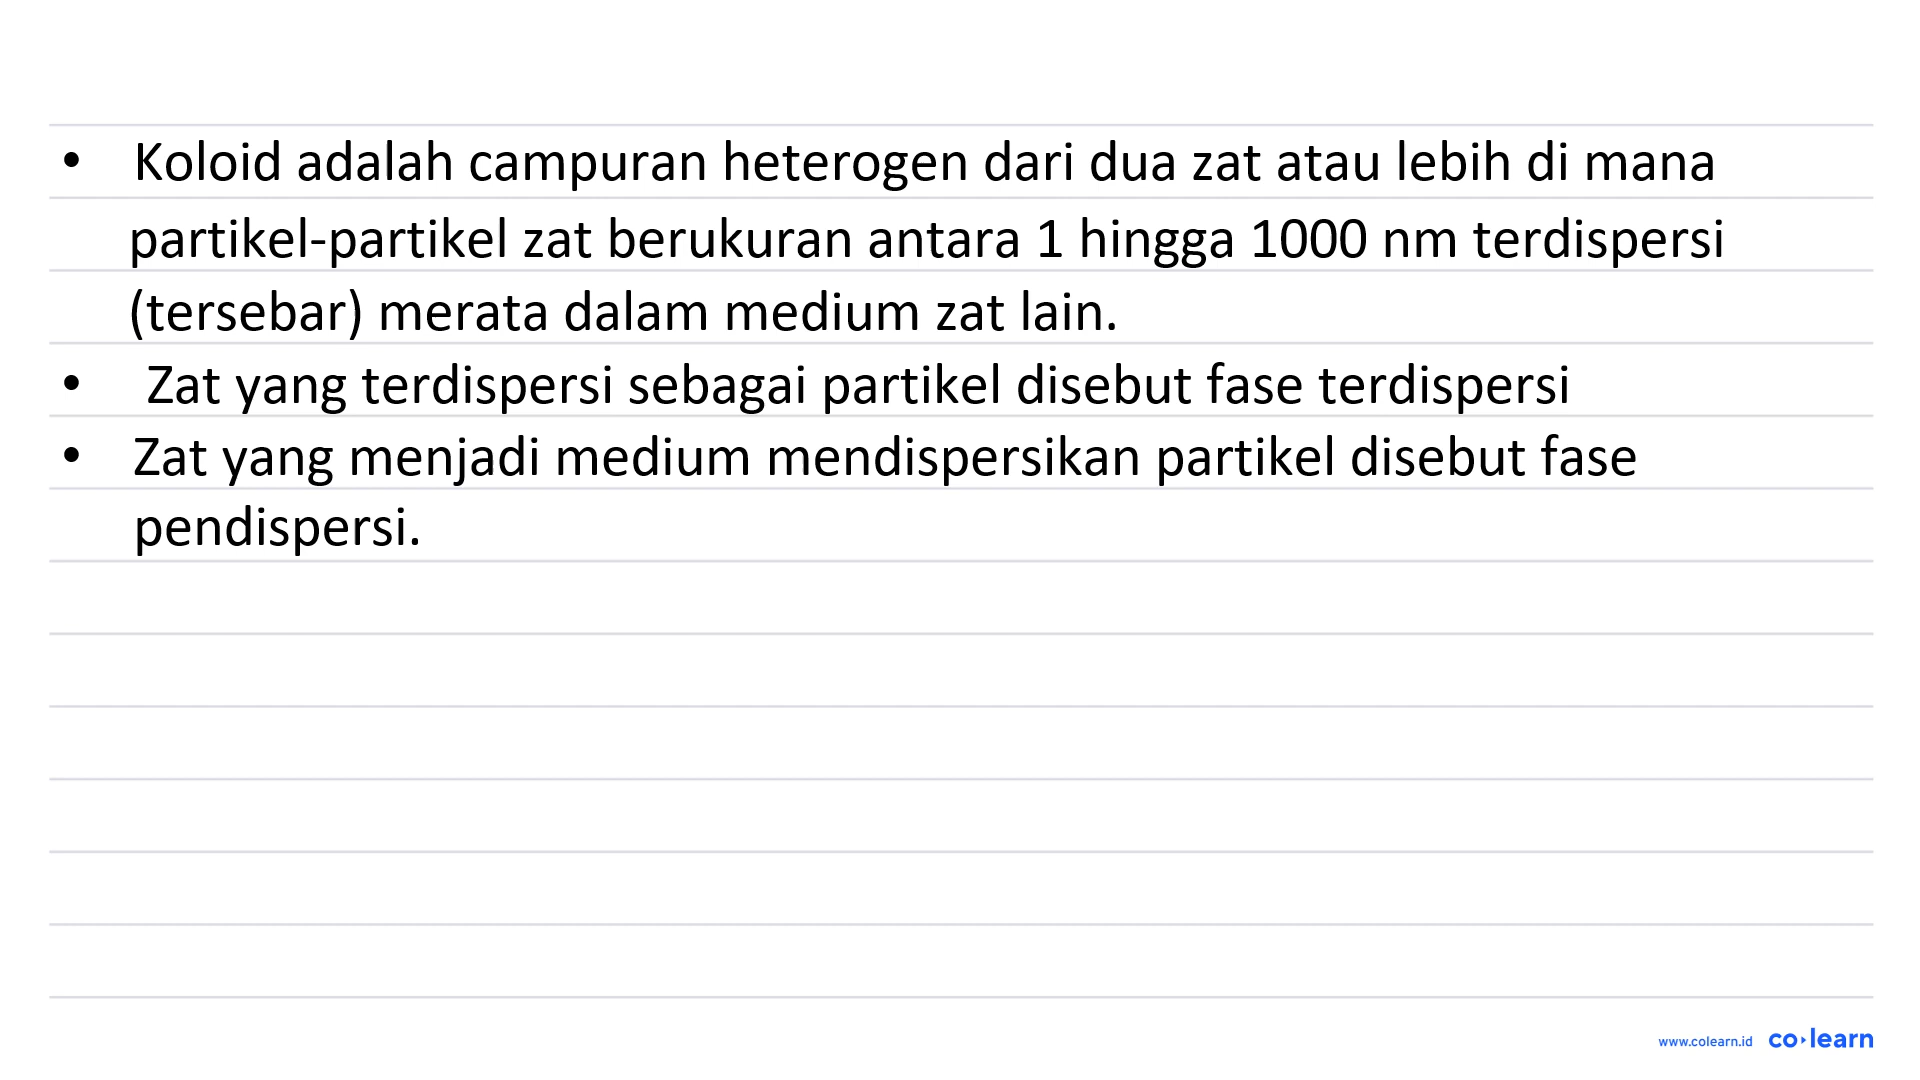 • Koloid adalah campuran heterogen dari dua zat atau lebih di mana
partikel-partikel zat berukuran antara 1 hingga 1000 nm terdispersi
(tersebar) merata dalam medium zat lain.
• Zat yang terdispersi sebagai partikel disebut fase terdispersi
• Zat yang menjadi medium mendispersikan partikel disebut fase
pendispersi.
www.colearn.id co learn